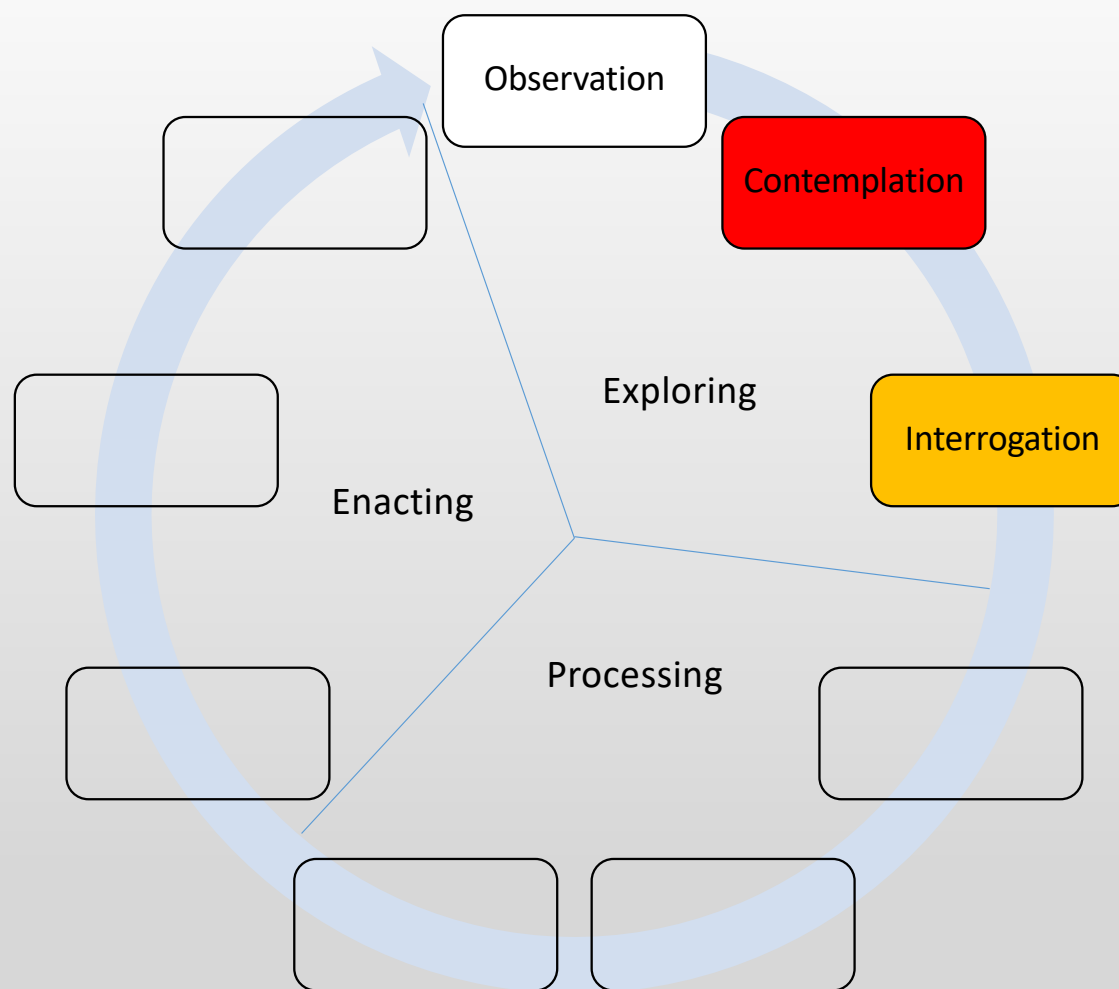 Observation
Contemplation
Exploring
Interrogation
Enacting
Processing